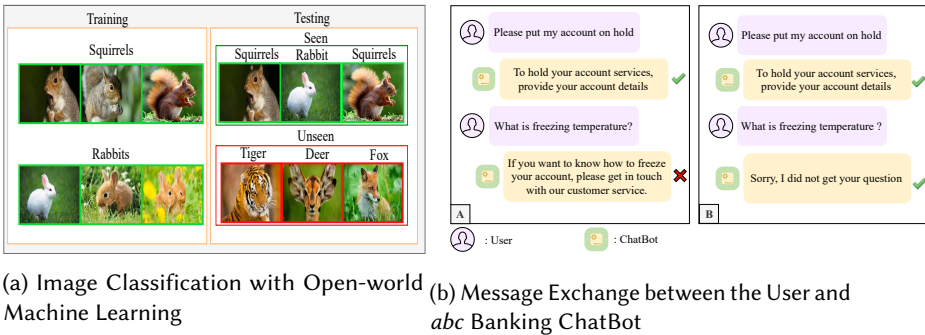 Training
Squirrels
Rabbits
Testing
Seen
Squirrels Rabbit Squirrels
Unseen
Tiger Deer Fox
(a) Image Classification with Open-world
Machine Learning
Please put my account on hold
To hold your account services,
provide your account details
What is freezing temperature?
If you want to know how to freeze
your account, please get in touch
with our customer service.
A
Please put my account on hold
To hold your account services,
provide your account details
What is freezing temperature ?
Sorry, I did not get your question
B
: User
: ChatBot
(b) Message Exchange between the User and
abc Banking ChatBot